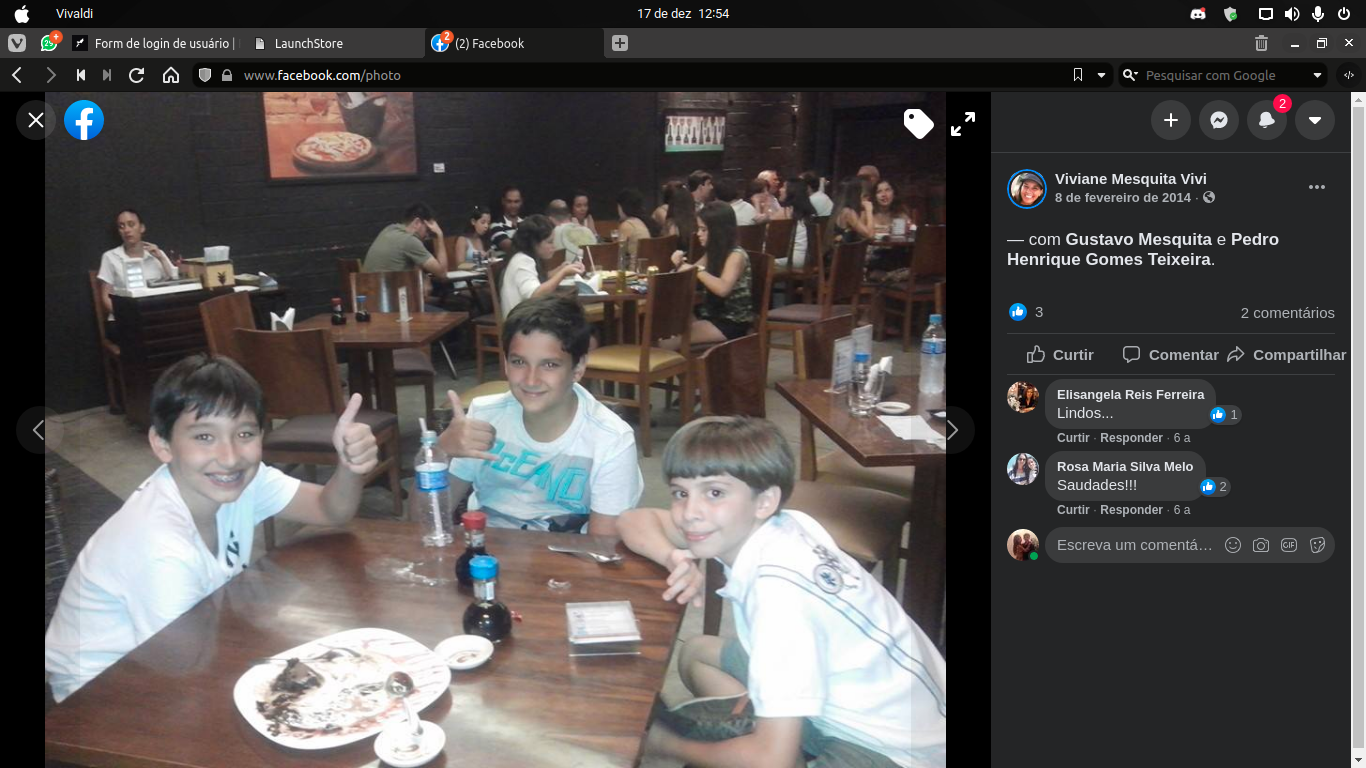 Vivaldi
17 de dez 12:54
25
Form de login de usuário |
LaunchStore
2
(2) Facebook
www.facebook.com/photo
Pesquisar com Google
2
Viviane Mesquita Vivi
8 de fevereiro de 2014 ·
— com Gustavo Mesquita e Pedro
Henrique Gomes Teixeira.
3
2 comentários
Curtir
Comentar
Compartilhar
Elisangela Reis Ferreira
Lindos...
1
Curtir · Responder · 6 a
Rosa Maria Silva Melo
Saudades!!!
2
Curtir · Responder · 6 a
Escreva um comentá...
GIF
OCEANO